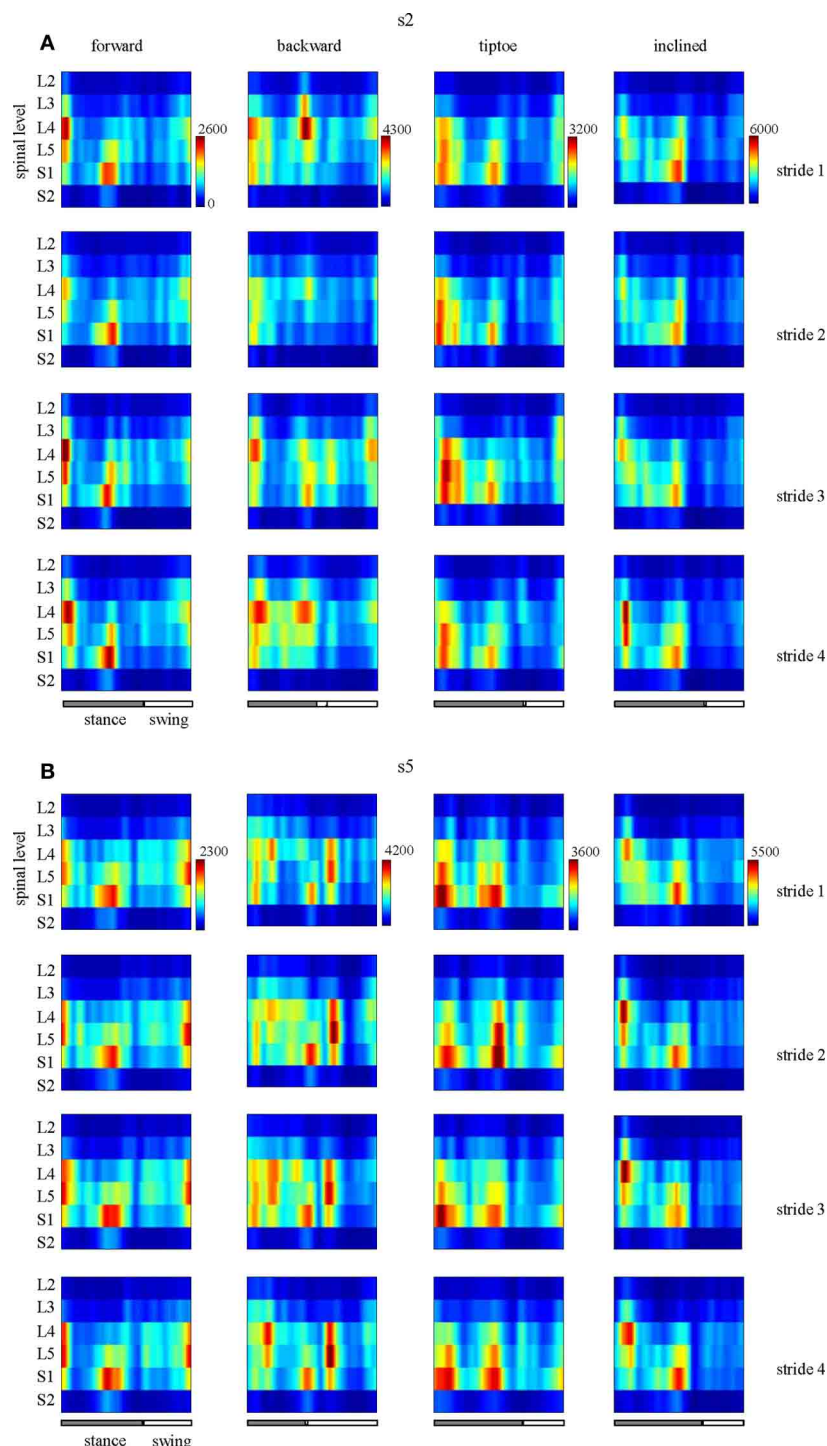 s2
A
forward backward tiptoe inclined
spinal level
L2
L3
L4
L5
S1
S2
2600
0
4300
3200
6000
stride 1
L2
L3
L4
L5
S1
S2
stride 2
L2
L3
L4
L5
S1
S2
stride 3
L2
L3
L4
L5
S1
S2
stride 4
stance swing
B
s5
spinal level
L2
L3
L4
L5
S1
S2
2300
4200
3600
5500
stride 1
L2
L3
L4
L5
S1
S2
stride 2
L2
L3
L4
L5
S1
S2
stride 3
L2
L3
L4
L5
S1
S2
stride 4
stance swing